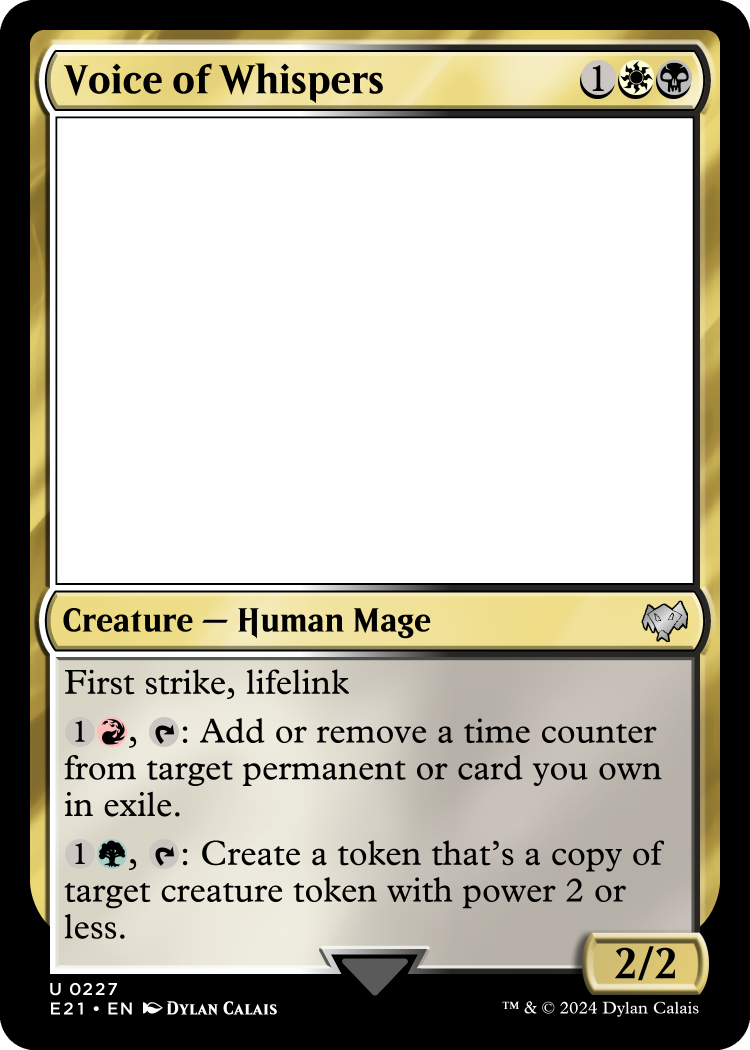 Voice of Whispers 1
Creature — Human Mage
First strike, lifelink
1, : Add or remove a time counter
from target permanent or card you own
in exile.
1, : Create a token that’s a copy of
target creature token with power 2 or
less.
2/2
U 0227
E21 • EN Dylan Calais
™ & © 2024 Dylan Calais